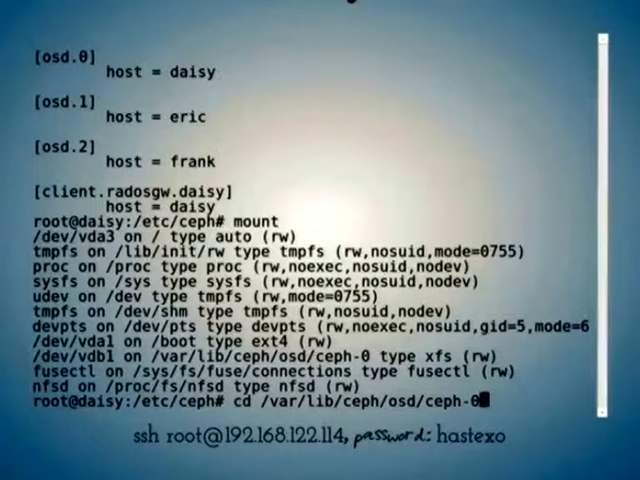 [osd.0]
host = daisy
[osd.1]
host = eric
[osd.2]
host = frank
[client.radosgw.daisy]
host = daisy
root@daisy:/etc/ceph# mount
/dev/vda3 on / type auto (rw)
tmpfs on /lib/init/rw type tmpfs (rw,nosuid,mode=0755)
proc on /proc type proc (rw,noexec,nosuid,nodev)
sysfs on /sys type sysfs (rw,noexec,nosuid,nodev)
udev on /dev type tmpfs (rw,mode=0755)
tmpfs on /dev/shm type tmpfs (rw,nosuid,nodev)
devpts on /dev/pts type devpts (rw,noexec,nosuid,gid=5,mode=6
/dev/vda1 on /boot type ext4 (rw)
/dev/vdb1 on /var/lib/ceph/osd/ceph-0 type xfs (rw)
fusectl on /sys/fs/fuse/connections type fusectl (rw)
nfsd on /proc/fs/nfsd type nfsd (rw)
root@daisy:/etc/ceph# cd /var/lib/ceph/osd/ceph-0
ssh root@192.168.122.114, password: hastexo